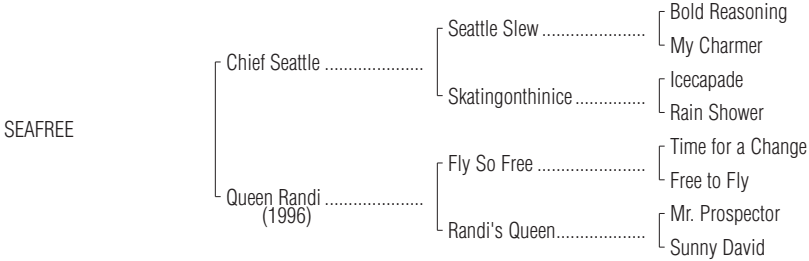 Bold Reasoning
Seattle Slew ......................
My Charmer
Chief Seattle .....................
Icecapade
Skatingonthinice ...............
Rain Shower
SEAFREE
Time for a Change
Fly So Free .......................
Free to Fly
Queen Randi .....................
(1996)
Mr. Prospector
Randi's Queen...................
Sunny David